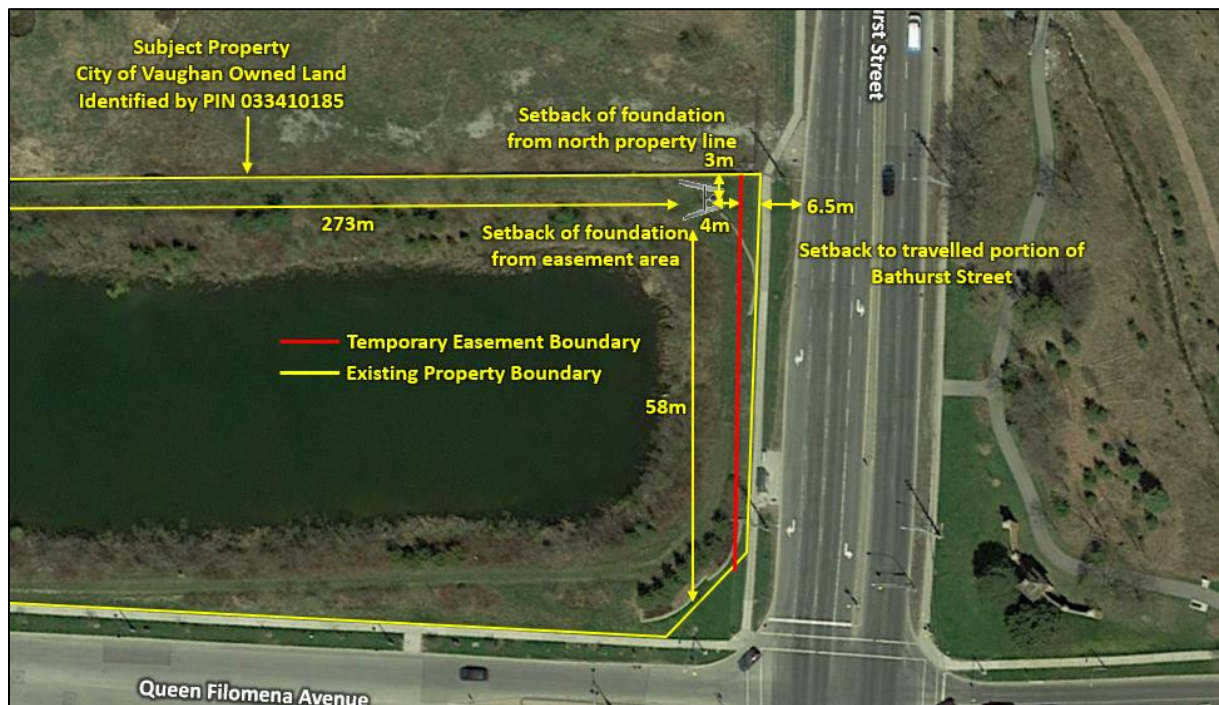 Subject Property
City of Vaughan Owned Land
Identified by PIN 033410185
Setback of foundation
from north property line
3m
273m
4m
6.5m
Setback of foundation
from easement area
Setback to travelled portion of
Bathurst Street
Temporary Easement Boundary
Existing Property Boundary
58m
urst Street
Queen Filomena Avenue